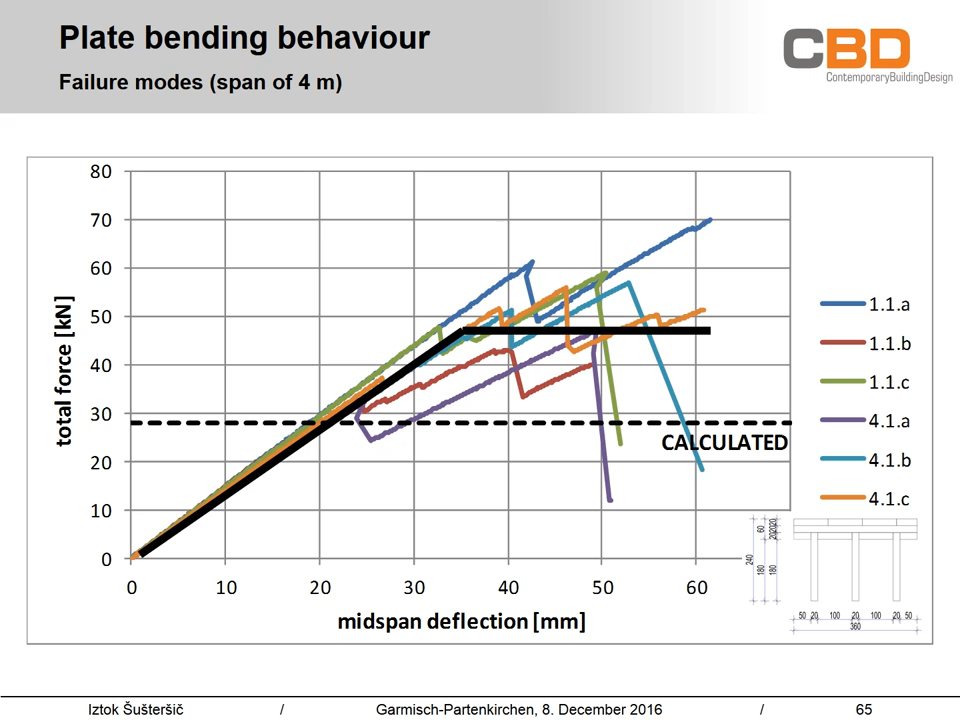 Plate bending behaviour
Failure modes (span of 4 m)
CBD
ContemporaryBuildingDesign
80
70
60
50
40
30
20
10
0
total force [kN]
0 10 20 30 40 50 60
midspan deflection [mm]
CALCULATED
1.1.a
1.1.b
1.1.c
4.1.a
4.1.b
4.1.c
240
60
180
20 20 20
180
50 20 100 20 100 20 50
360
Iztok Šušteršič / Garmisch-Partenkirchen, 8. December 2016 / 65